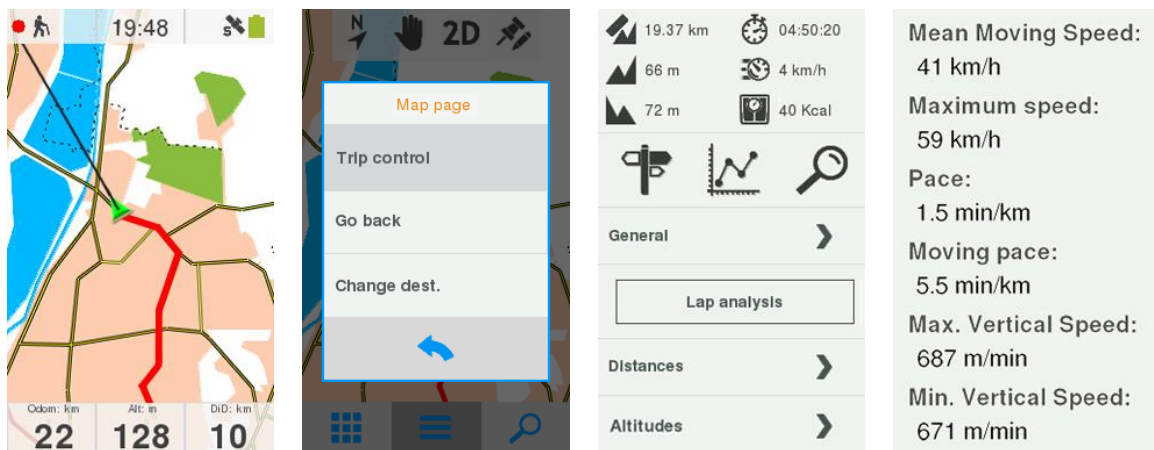 19:48
S
Odom: km
Alt: m
DiD: km
22
128
10
N
2D
Map page
Trip control
Go back
Change dest.
19.37 km
04:50:20
66 m
4 km/h
72 m
40 Kcal
General
Lap analysis
Distances
Altitudes
Mean Moving Speed:
41 km/h
Maximum speed:
59 km/h
Pace:
1.5 min/km
Moving pace:
5.5 min/km
Max. Vertical Speed:
687 m/min
Min. Vertical Speed:
671 m/min